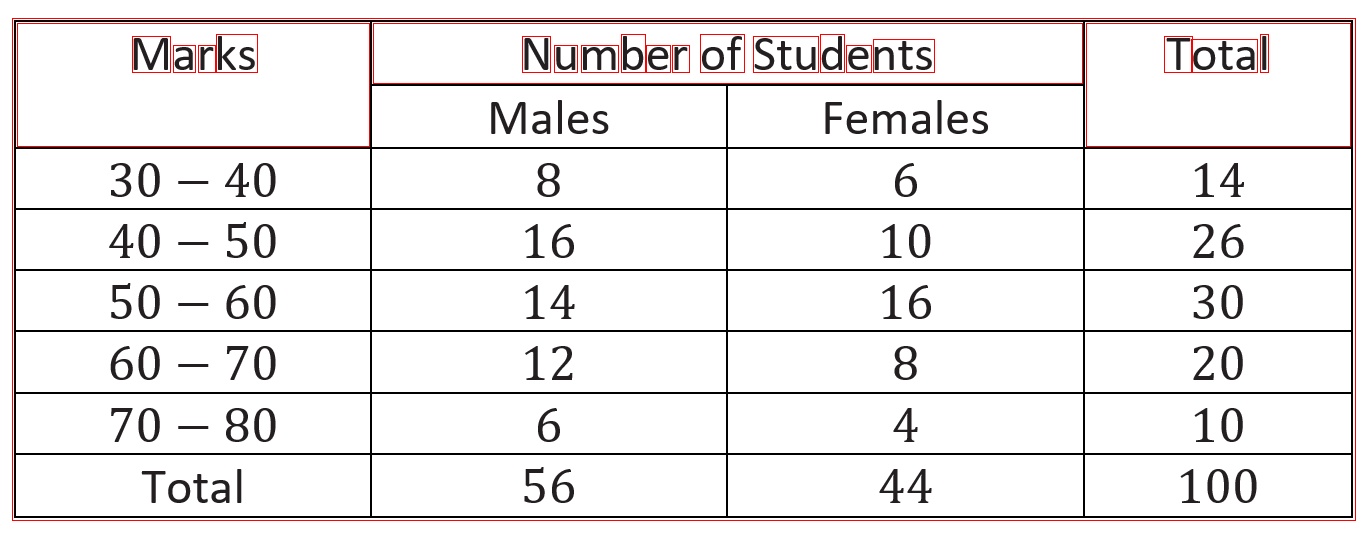 Marks Number of Students Total
Males Females
30 – 40 8 6 14
40 – 50 16 10 26
50 – 60 14 16 30
60 – 70 12 8 20
70 – 80 6 4 10
Total 56 44 100